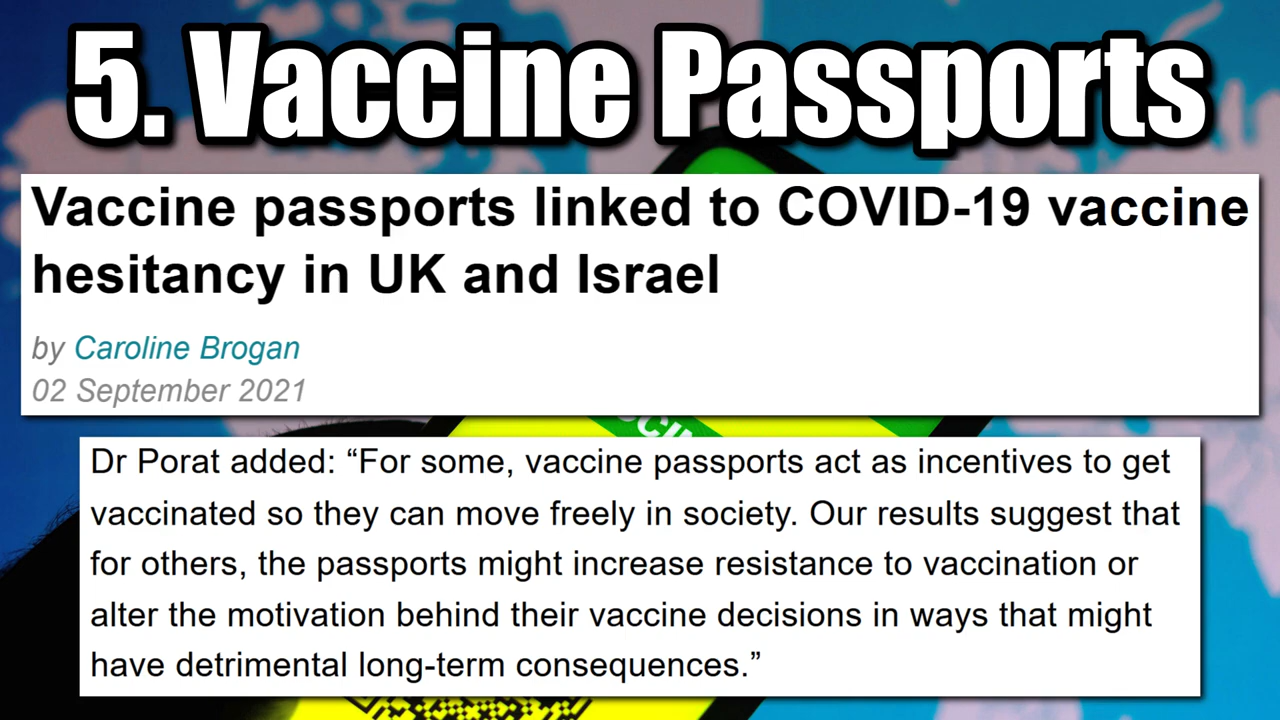 5. Vaccine Passports
Vaccine passports linked to COVID-19 vaccine
hesitancy in UK and Israel
by Caroline Brogan
02 September 2021
Dr Porat added: “For some, vaccine passports act as incentives to get
vaccinated so they can move freely in society. Our results suggest that
for others, the passports might increase resistance to vaccination or
alter the motivation behind their vaccine decisions in ways that might
have detrimental long-term consequences.”